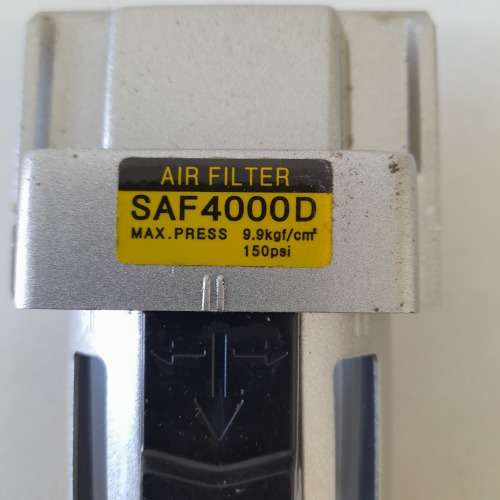 AIR FILTER
SAF4000D
MAX.PRESS 9.9kgf/cm²
150psi